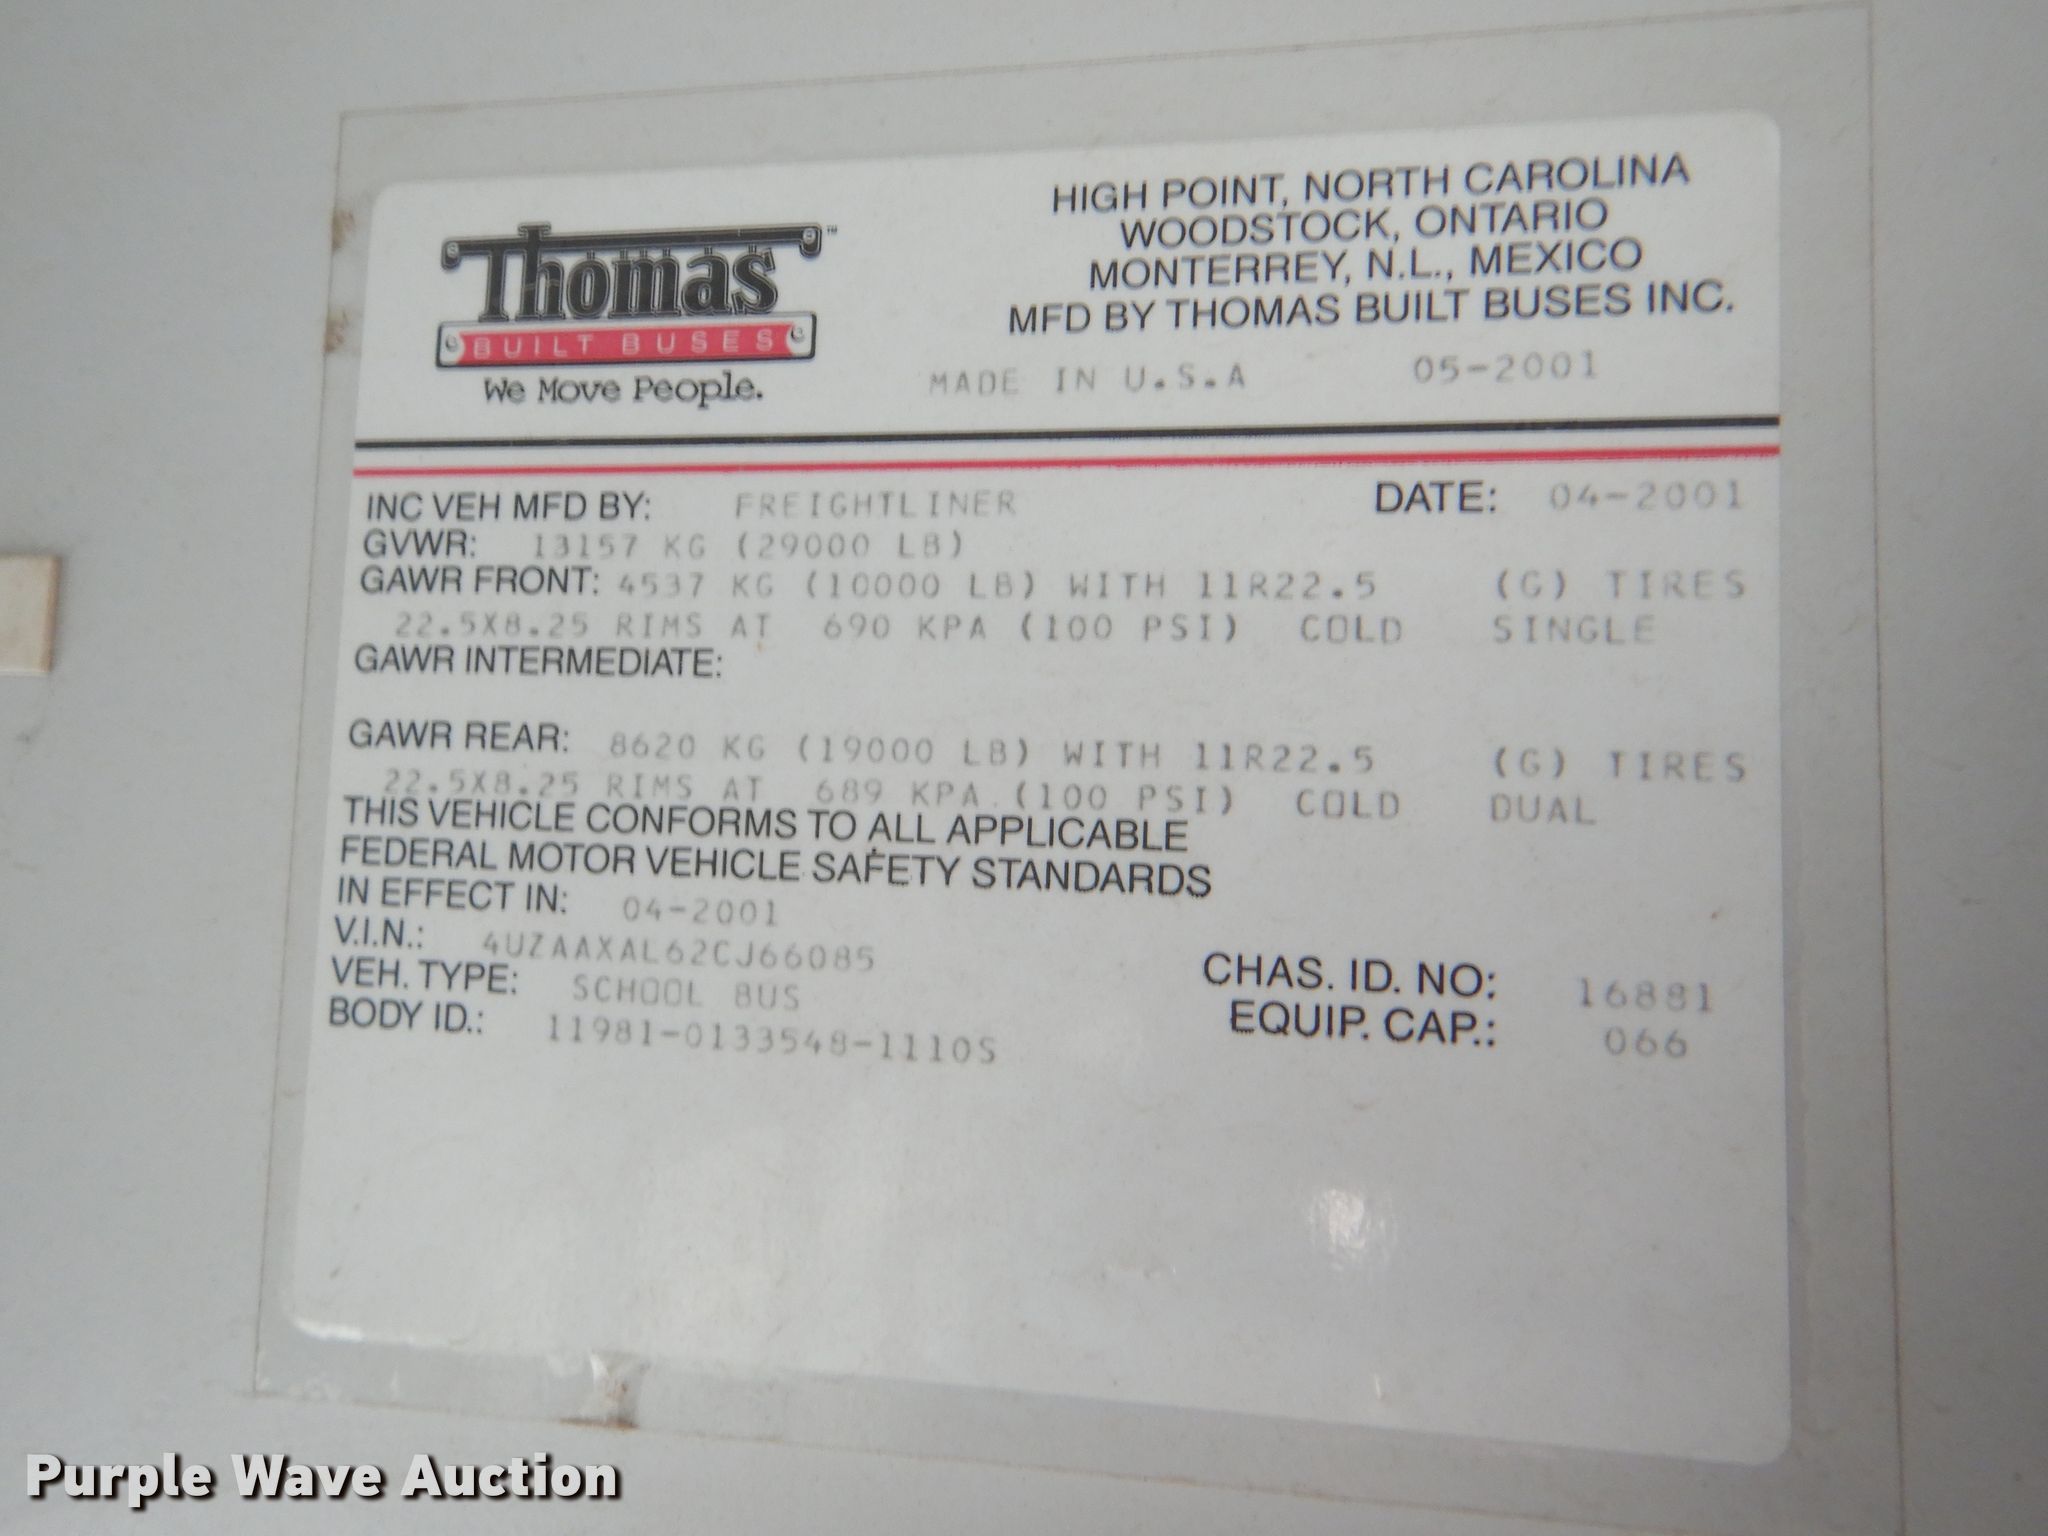 Thomas™
BUILT BUSES
We Move People.
HIGH POINT, NORTH CAROLINA
WOODSTOCK, ONTARIO
MONTERREY, N.L., MEXICO
MFD BY THOMAS BUILT BUSES INC.
MADE IN U.S.A 05-2001
INC VEH MFD BY: FREIGHTLINER DATE: 04-2001
GVWR: 13157 KG (29000 LB)
GAWR FRONT: 4537 KG (10000 LB) WITH 11R22.5 (G) TIRES
22.5X8.25 RIMS AT 690 KPA (100 PSI) COLD SINGLE
GAWR INTERMEDIATE:
GAWR REAR: 8620 KG (19000 LB) WITH 11R22.5 (G) TIRES
22.5X8.25 RIMS AT 689 KPA (100 PSI) COLD DUAL
THIS VEHICLE CONFORMS TO ALL APPLICABLE
FEDERAL MOTOR VEHICLE SAFETY STANDARDS
IN EFFECT IN: 04-2001
V.I.N.: 4UZAAXAL62CJ66085
VEH. TYPE: SCHOOL BUS CHAS. ID. NO: 16881
BODY ID.: 11981-0133548-1110S EQUIP. CAP.: 066
Purple Wave Auction